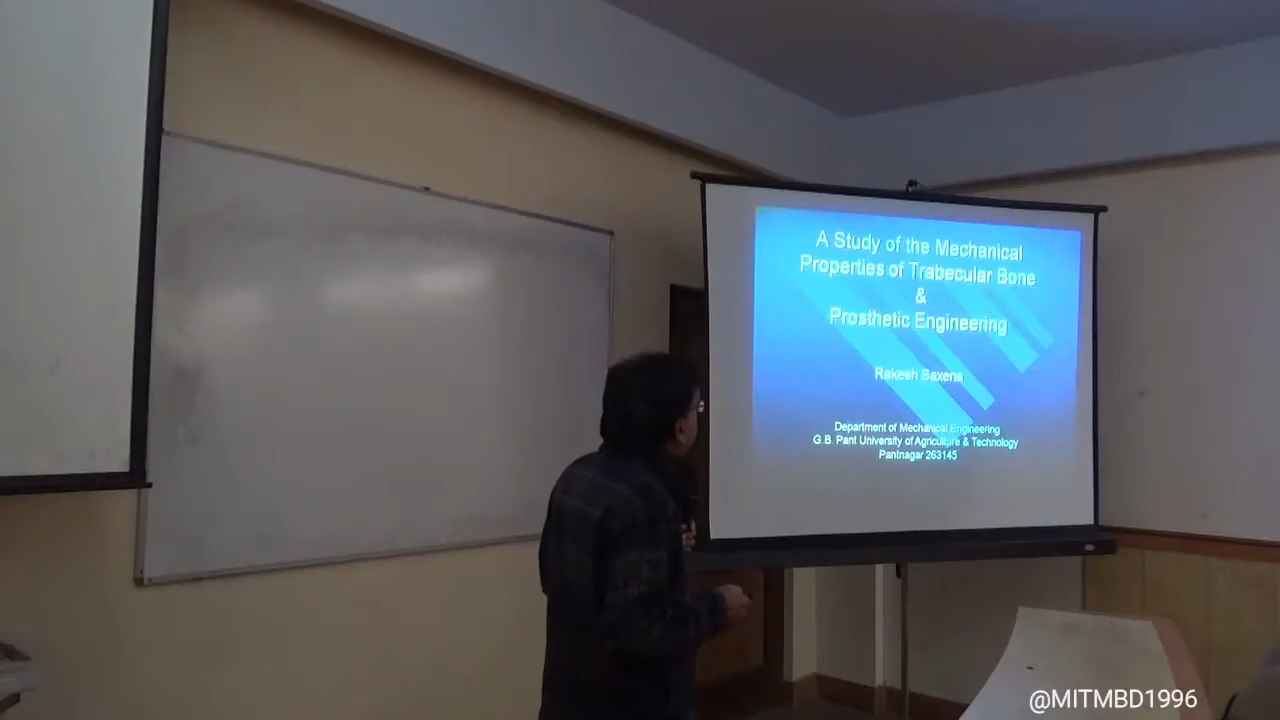 A Study of the Mechanical
Properties of Trabecular Bone
&
Prosthetic Engineering
Rakesh Saxena
Department of Mechanical Engineering
G.B. Pant University of Agriculture & Technology
Pantnagar 263145
@MITMBD1996